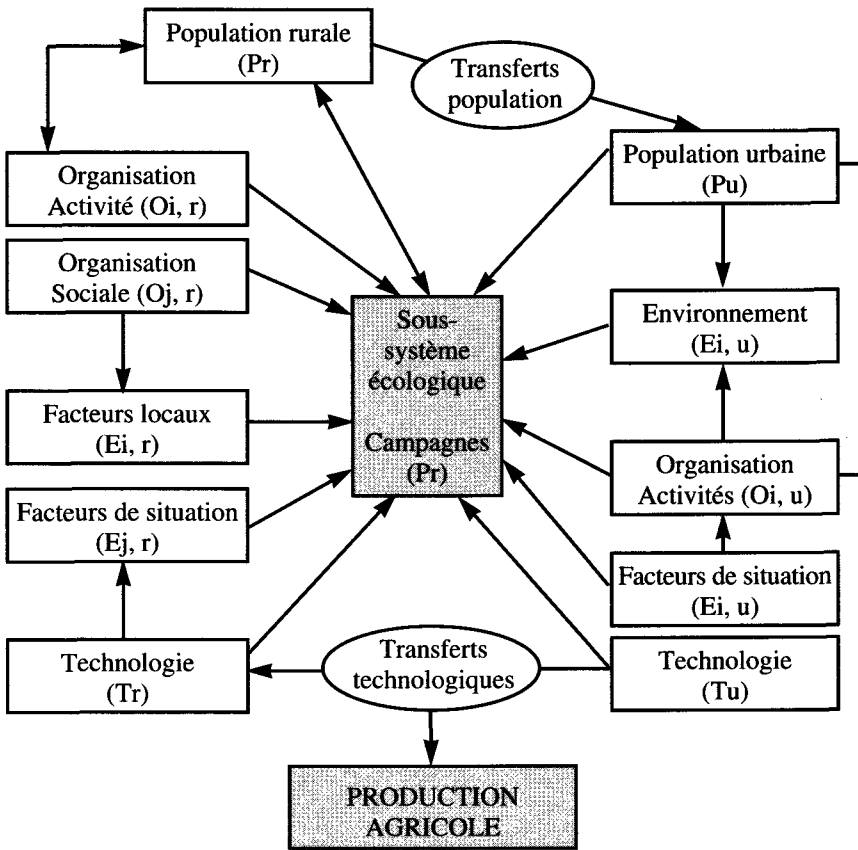 Population rurale
(Pr)
Transferts
population
Population urbaine
(Pu)
Organisation
Activité (Oi, r)
Organisation
Sociale (Oj, r)
Sous-
système
écologique
Campagnes
(Pr)
Environnement
(Ei, u)
Facteurs locaux
(Ei, r)
Organisation
Activités (Oi, u)
Facteurs de situation
(Ej, r)
Facteurs de situation
(Ei, u)
Technologie
(Tr)
Transferts
technologiques
Technologie
(Tu)
PRODUCTION
AGRICOLE